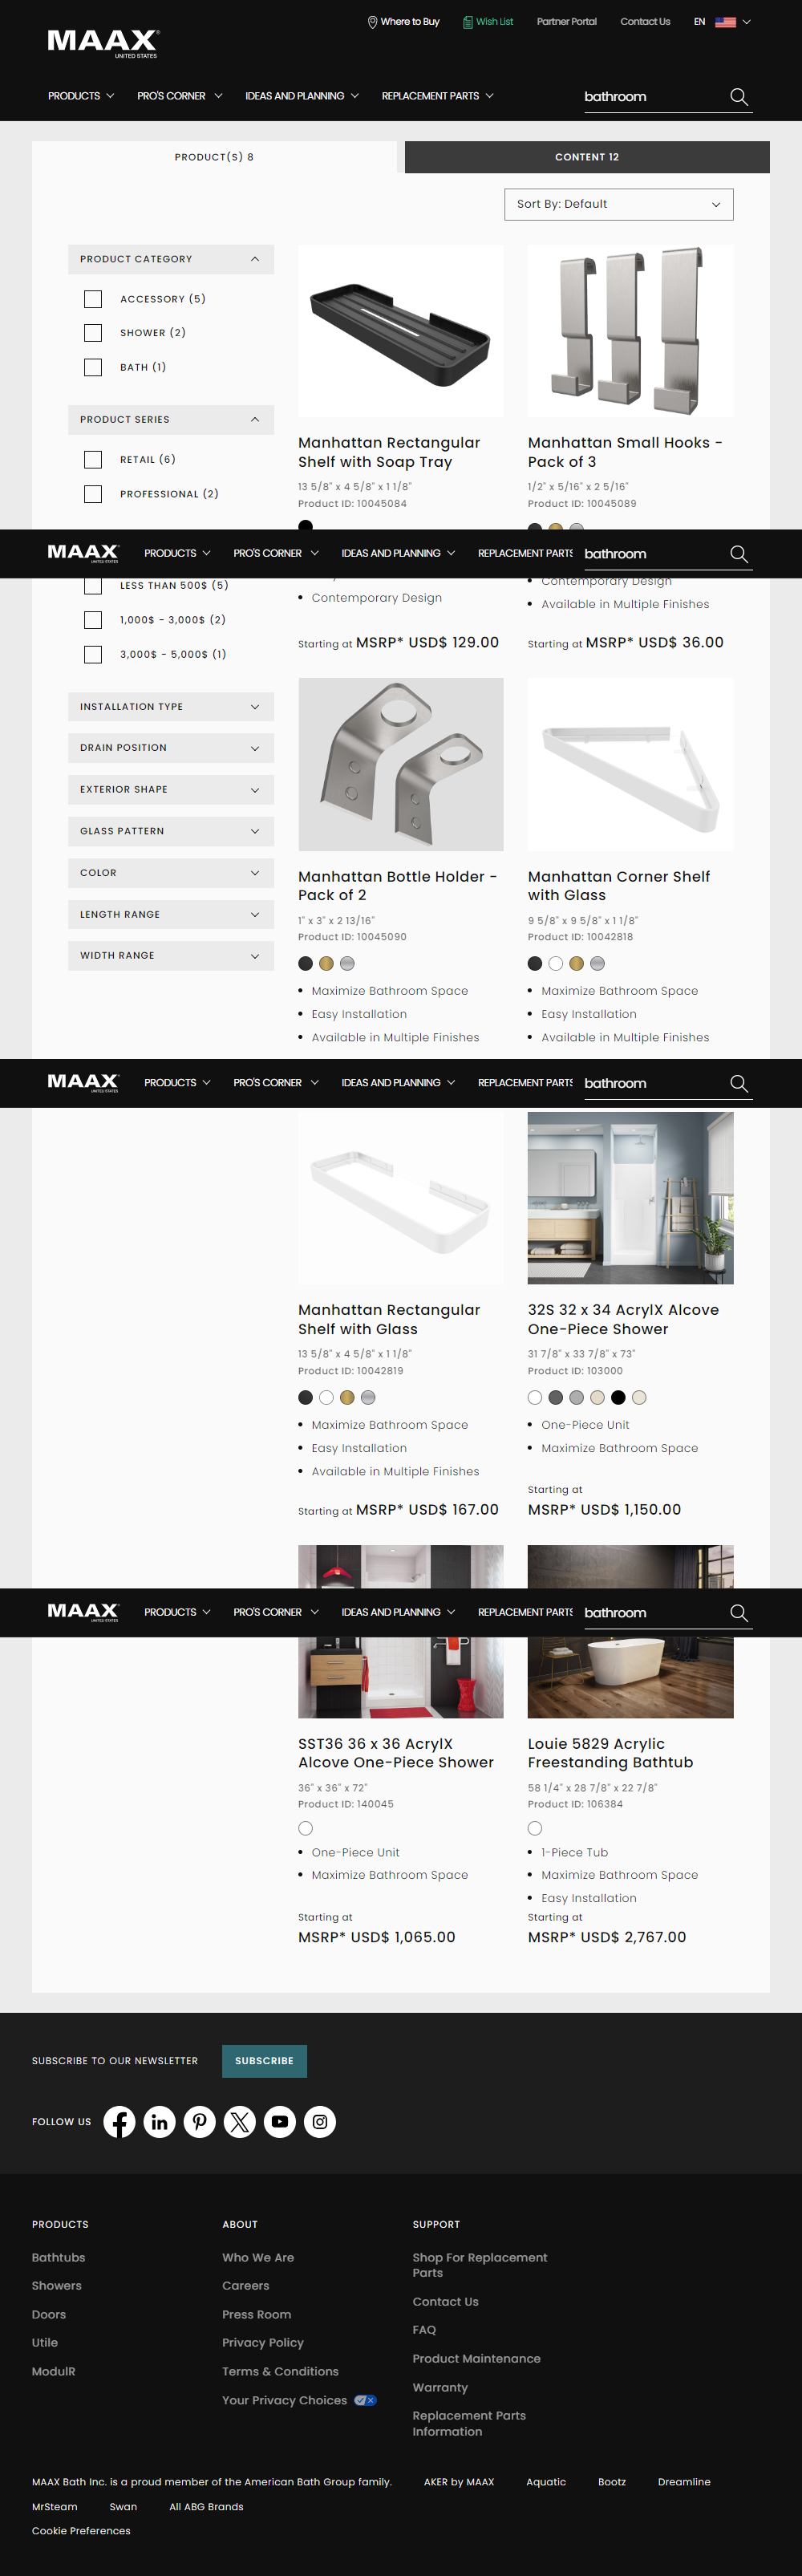 Where to Buy
Wish List
Partner Portal
Contact Us
EN
MAAX
UNITED STATES
PRODUCTS
PRO'S CORNER
IDEAS AND PLANNING
REPLACEMENT PARTS
bathroom
PRODUCT(S) 8
CONTENT 12
Sort By: Default
PRODUCT CATEGORY
ACCESSORY (5)
SHOWER (2)
BATH (1)
PRODUCT SERIES
RETAIL (6)
PROFESSIONAL (2)
Manhattan Rectangular
Shelf with Soap Tray
13 5/8" x 4 5/8" x 1 1/8"
Product ID: 10045084
Manhattan Small Hooks -
Pack of 3
1/2" x 5/16" x 2 5/16"
Product ID: 10045089
MAAX
UNITED STATES
PRODUCTS
PRO'S CORNER
IDEAS AND PLANNING
REPLACEMENT PARTS
bathroom
LESS THAN 500$ (5)
1,000$ - 3,000$ (2)
3,000$ - 5,000$ (1)
INSTALLATION TYPE
DRAIN POSITION
EXTERIOR SHAPE
GLASS PATTERN
COLOR
LENGTH RANGE
WIDTH RANGE
Contemporary Design
Starting at MSRP* USD$ 129.00
Contemporary Design
Available in Multiple Finishes
Starting at MSRP* USD$ 36.00
Manhattan Bottle Holder -
Pack of 2
1" x 3" x 2 13/16"
Product ID: 10045090
Maximize Bathroom Space
Easy Installation
Available in Multiple Finishes
Manhattan Corner Shelf
with Glass
9 5/8" x 9 5/8" x 1 1/8"
Product ID: 10042818
Maximize Bathroom Space
Easy Installation
Available in Multiple Finishes
MAAX
UNITED STATES
PRODUCTS
PRO'S CORNER
IDEAS AND PLANNING
REPLACEMENT PARTS
bathroom
Manhattan Rectangular
Shelf with Glass
13 5/8" x 4 5/8" x 1 1/8"
Product ID: 10042819
Maximize Bathroom Space
Easy Installation
Available in Multiple Finishes
Starting at MSRP* USD$ 167.00
32S 32 x 34 AcrylX Alcove
One-Piece Shower
31 7/8" x 33 7/8" x 73"
Product ID: 103000
One-Piece Unit
Maximize Bathroom Space
Starting at
MSRP* USD$ 1,150.00
MAAX
UNITED STATES
PRODUCTS
PRO'S CORNER
IDEAS AND PLANNING
REPLACEMENT PARTS
bathroom
SST36 36 x 36 AcrylX
Alcove One-Piece Shower
36" x 36" x 72"
Product ID: 140045
One-Piece Unit
Maximize Bathroom Space
Starting at
MSRP* USD$ 1,065.00
Louie 5829 Acrylic
Freestanding Bathtub
58 1/4" x 28 7/8" x 22 7/8"
Product ID: 106384
1-Piece Tub
Maximize Bathroom Space
Easy Installation
Starting at
MSRP* USD$ 2,767.00
SUBSCRIBE TO OUR NEWSLETTER
SUBSCRIBE
FOLLOW US
PRODUCTS
Bathtubs
Showers
Doors
Utile
ModulR
ABOUT
Who We Are
Careers
Press Room
Privacy Policy
Terms & Conditions
Your Privacy Choices
SUPPORT
Shop For Replacement
Parts
Contact Us
FAQ
Product Maintenance
Warranty
Replacement Parts
Information
MAAX Bath Inc. is a proud member of the American Bath Group family.
AKER by MAAX
Aquatic
Bootz
Dreamline
MrSteam
Swan
All ABG Brands
Cookie Preferences